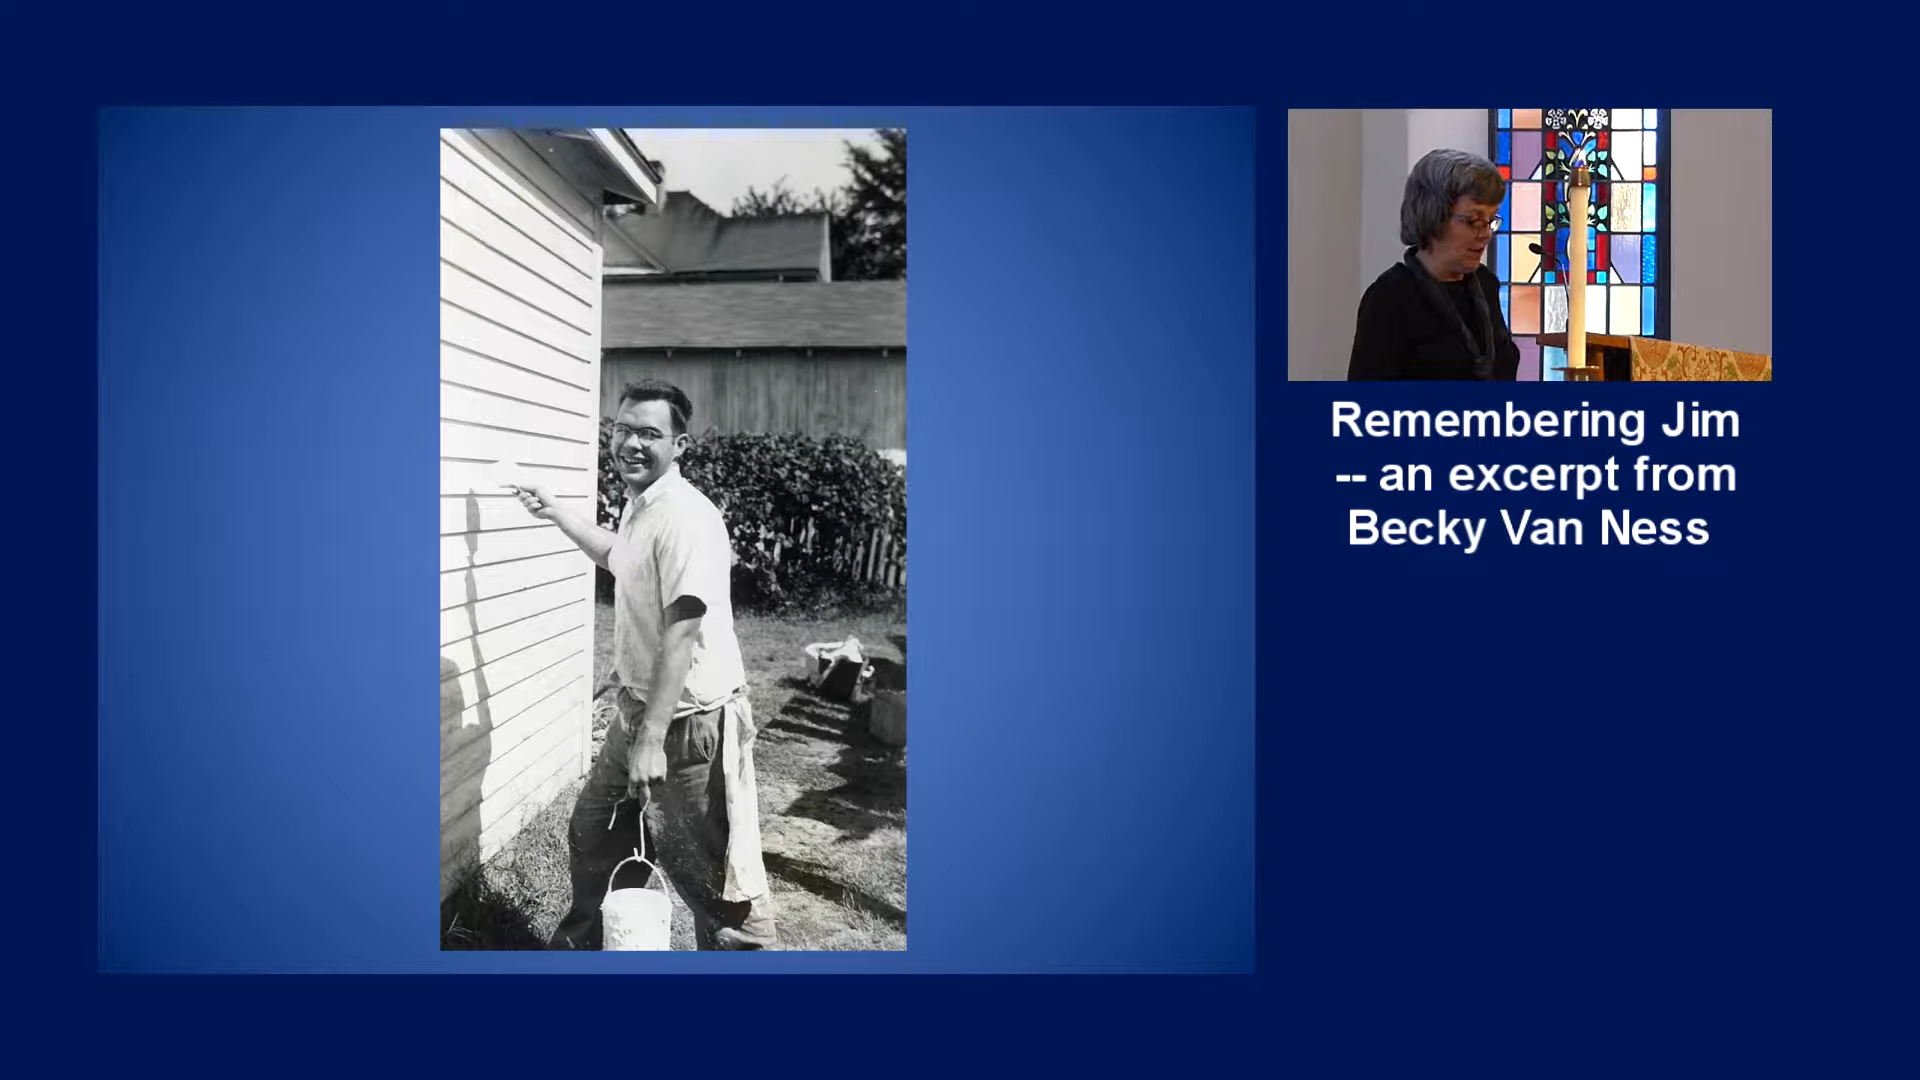 Remembering Jim
-- an excerpt from
Becky Van Ness